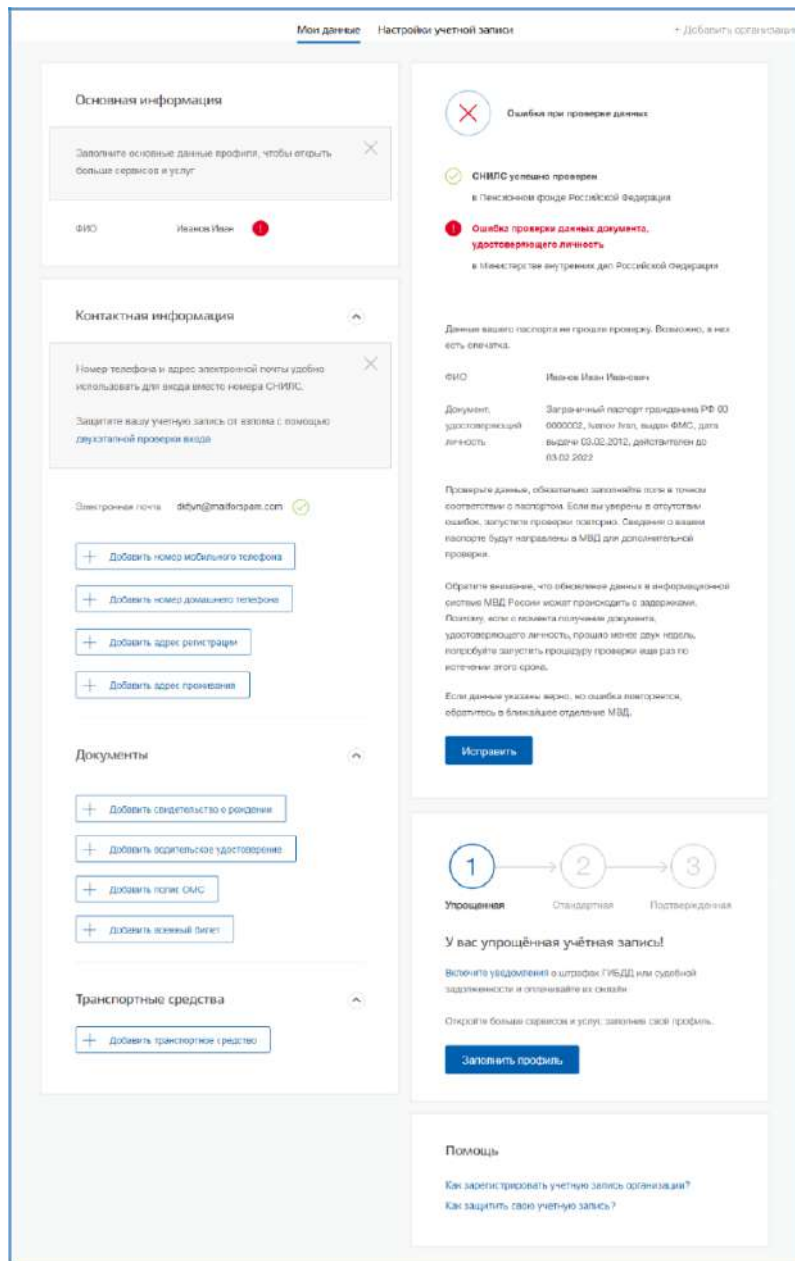 Мои данные
Настройки учетной записи
+ Добавить организацию
Основная информация
Заполните основные данные профиля, чтобы открыть
больше сервисов и услуг
ФИО
Иванов Иван
Контактная информация
Номер телефона и адрес электронной почты удобно
использовать для входа вместо номера СНИЛС.
Защитите вашу учетную запись от взлома с помощью
двухэтапной проверки входа
Электронная почта
Добавить номер мобильного телефона
Добавить номер домашнего телефона
Добавить адрес регистрации
Добавить адрес проживания
Документы
Добавить свидетельство о рождении
Добавить водительское удостоверение
Добавить полис ОМС
Добавить военный билет
Транспортные средства
Добавить транспортное средство
Ошибка при проверке данных
СНИЛС успешно проверен
в Пенсионном фонде Российской Федерация
Ошибка проверки данных документа,
удостоверяющего личность
в Министерстве внутренних дел Российской Федерации
Данные вашего паспорта не прошли проверку. Возможно, в них
есть опечатка.
ФИО
Иванов Иван Иванович
Документ,
удостоверяющий
личность
Заграничный паспорт гражданина РФ 00
0000002, Ivanov Ivan, выдан ФМС, дата
выдачи 03.02.2012, действителен до
03.02.2022
Проверьте данные, обязательно заполняйте поля в точном
соответствии с паспортом. Если вы уверены в отсутствии
ошибок, запустите проверки повторно. Сведения о вашем
паспорте будут направлены в МВД для дополнительной
проверки.
Обратите внимание, что обновление данных в информационной
системе МВД России может происходить с задержками.
Поэтому, если с момента получения документа,
удостоверяющего личность, прошло менее двух недель,
попробуйте запустить процедуру проверки еще раз по
истечении этого срока.
Если данные указаны верно, но ошибка повторяется,
обратитесь в ближайшее отделение МВД.
Исправить
1
2
3
Упрощенная
Стандартная
Подтвержденная
У вас упрощённая учётная запись!
Включите уведомления о штрафах ГИБДД или судебной
задолженности и оплачивайте их онлайн
Откройте больше сервисов и услуг, заполнив свой профиль.
Заполнить профиль
Помощь
Как зарегистрировать учетную запись организации?
Как защитить свою учетную запись?